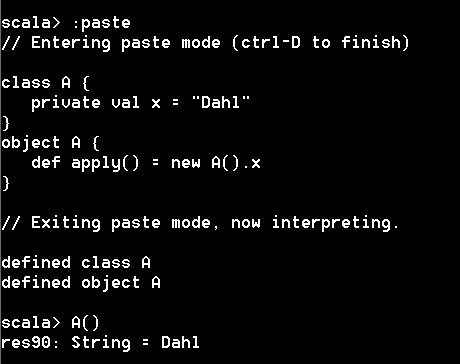 scala> :paste
// Entering paste mode (ctrl-D to finish)
class A {
private val x = "Dahl"
}
object A {
def apply() = new A().x
}
// Exiting paste mode, now interpreting.
defined class A
defined object A
scala> A()
res90: String = Dahl